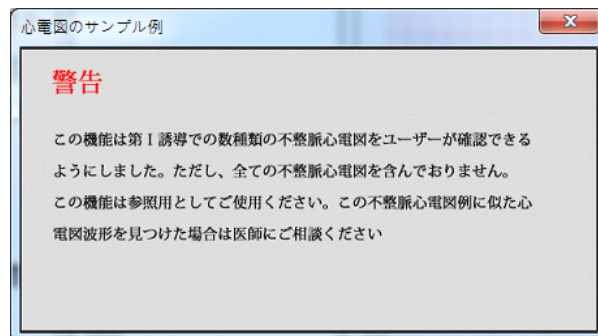 心電図のサンプル例
警告
この機能は第Ⅰ誘導での数種類の不整脈心電図をユーザーが確認できる
ようにしました。ただし、全ての不整脈心電図を含んでおりません。
この機能は参照用としてご使用ください。この不整脈心電図例に似た心
電図波形を見つけた場合は医師にご相談ください